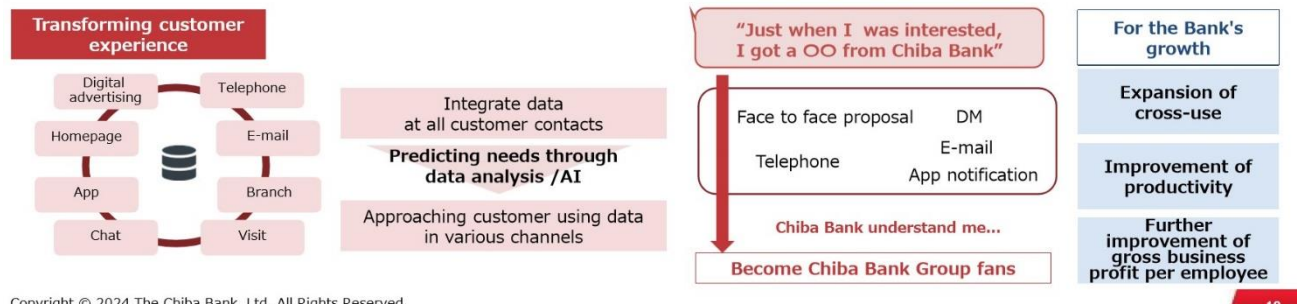 Transforming customer
experience
Digital
advertising
Telephone
Homepage
E-mail
App
Branch
Chat
Visit
Integrate data
at all customer contacts
Predicting needs through
data analysis /AI
Approaching customer using data
in various channels
“Just when I was interested,
I got a OO from Chiba Bank”
Face to face proposal
DM
Telephone
E-mail
App notification
Chiba Bank understand me...
Become Chiba Bank Group fans
For the Bank's
growth
Expansion of
cross-use
Improvement of
productivity
Further
improvement of
gross business
profit per employee
Copyright © 2024 The Chiba Bank, Ltd. All Rights Reserved